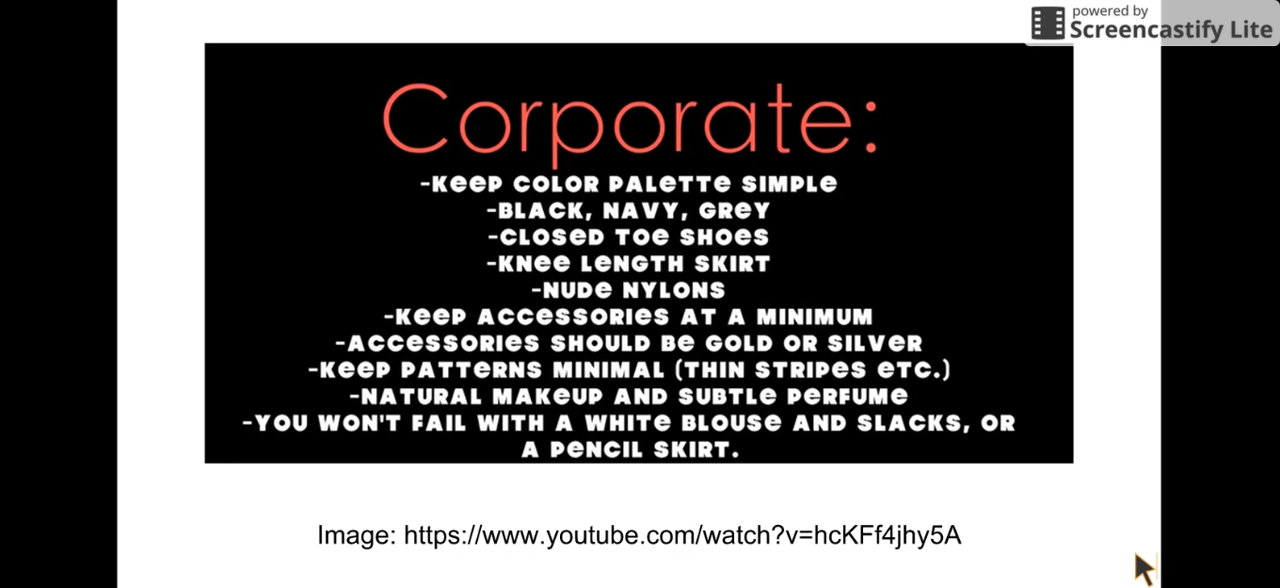 powered by
Screencastify Lite
Corporate:
-KEEP COLOR PALETTE SIMPLE
-BLACK, NAVY, GREY
-CLOSED TOE SHOES
-KNEE LENGTH SKIRT
-NUDE NYLONS
-KEEP ACCESSORIES AT A MINIMUM
-ACCESSORIES SHOULD BE GOLD OR SILVER
-KEEP PATTERNS MINIMAL (THIN STRIPES ETC.)
-NATURAL MAKEUP AND SUBTLE PERFUME
-YOU WON'T FAIL WITH A WHITE BLOUSE AND SLACKS, OR
A PENCIL SKIRT.
Image: https://www.youtube.com/watch?v=hcKFf4jhy5A